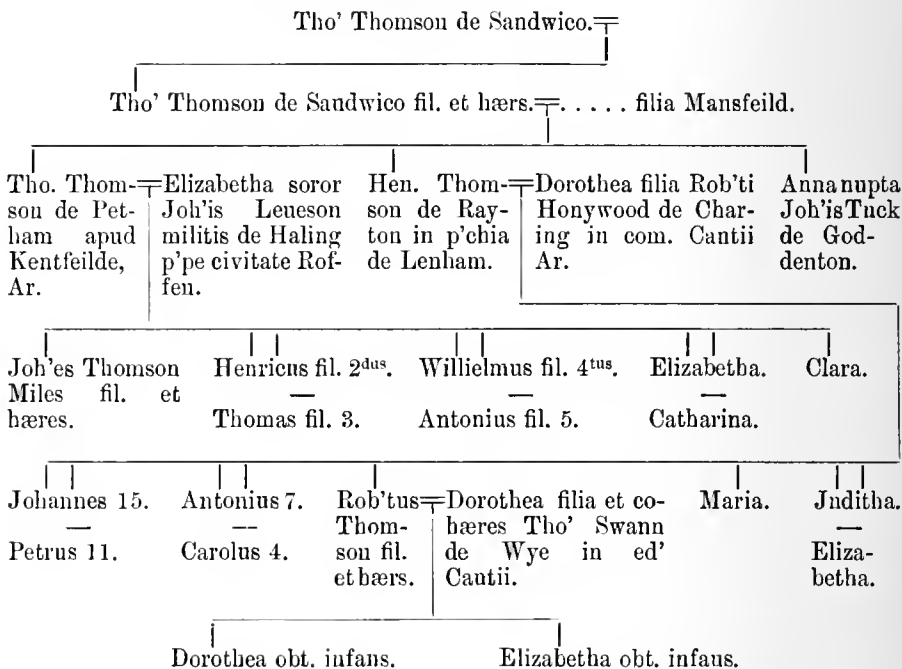 Tho' Thomson de Sandwico.
Tho' Thomson de Sandwico fil. et hærs. . . . . . filia Mansfeild.
Tho. Thom-
son de Pet-
ham apud
Kentfeilde,
Ar.
Elizabetha soror
Joh'is Leueson
militis de Haling
p'pe civitate Rof-
fen.
Hen. Thom-
son de Ray-
ton in p'chia
de Lenham.
Dorothea filia Rob'ti
Honywood de Char-
ing in com. Cantii
Ar.
Anna nupta
Joh'is Tuck
de God-
denton.
Joh'es Thomson
Miles fil. et
hæres.
Henricus fil. 2dus.
—
Thomas fil. 3.
Willielmus fil. 4tus.
—
Antonius fil. 5.
Elizabetha.
—
Catharina.
Clara.
Johannes 15.
—
Petrus 11.
Antonius 7.
—
Carolus 4.
Rob'tus
Thom-
son fil.
et hærs.
Dorothea filia et co-
hæres Tho' Swann
de Wye in ed'
Cantii.
Maria.
Juditha.
—
Eliza-
betha.
Dorothea obt. infans.
Elizabetha obt. infans.